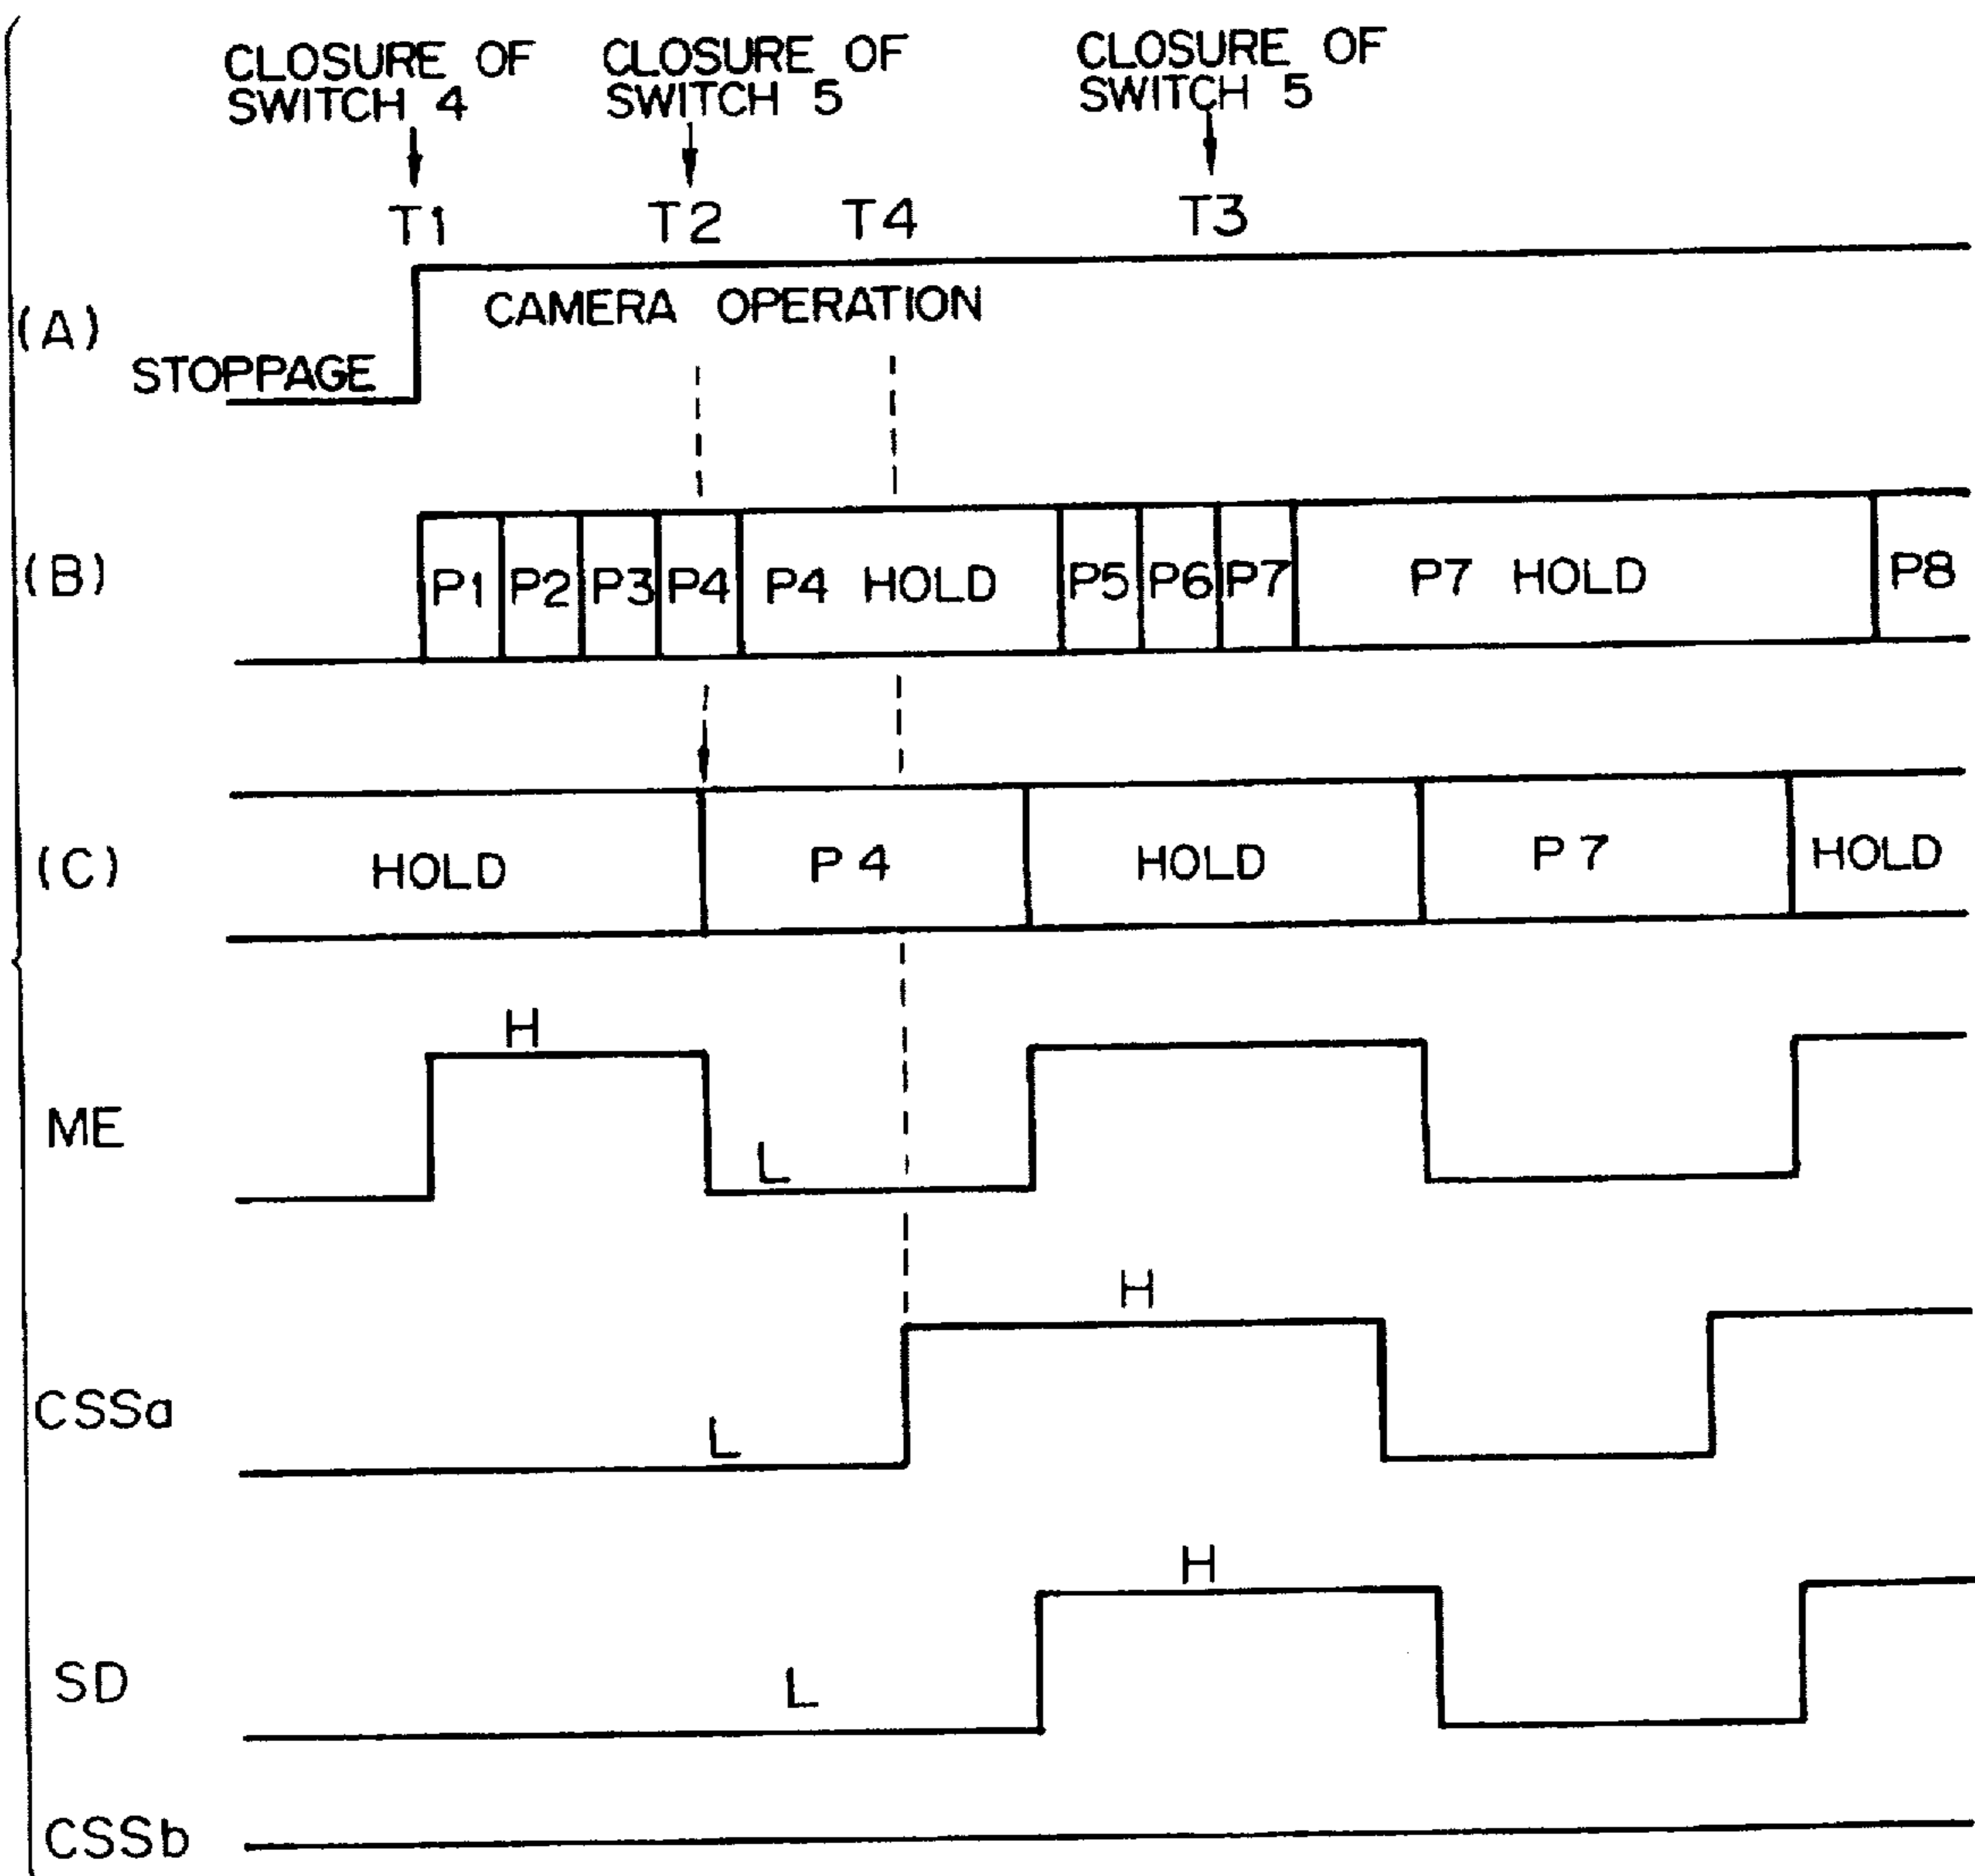 CLOSURE OF
SWITCH 4
CLOSURE OF
SWITCH 5
CLOSURE OF
SWITCH 5
T1 T2 T4 T3
(A)
CAMERA OPERATION
STOPPAGE
(B) P1 P2 P3 P4 P4 HOLD P5 P6 P7 P7 HOLD P8
(C) HOLD P4 HOLD P7 HOLD
H
ME
L
H
CSSa
L
H
SD
L
CSSb